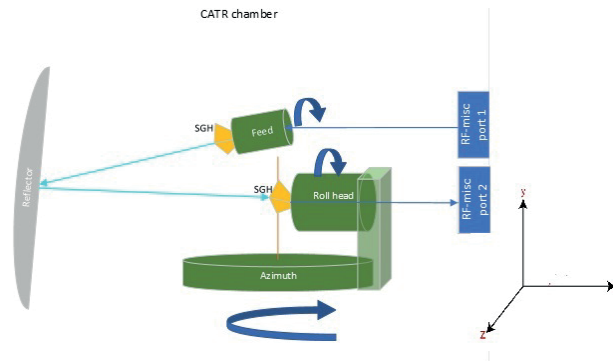 CATR chamber
SGH
Feed
RF-misc
port 1
Reflector
SGH
Roll head
RF-misc
port 2
y
Azimuth
Z